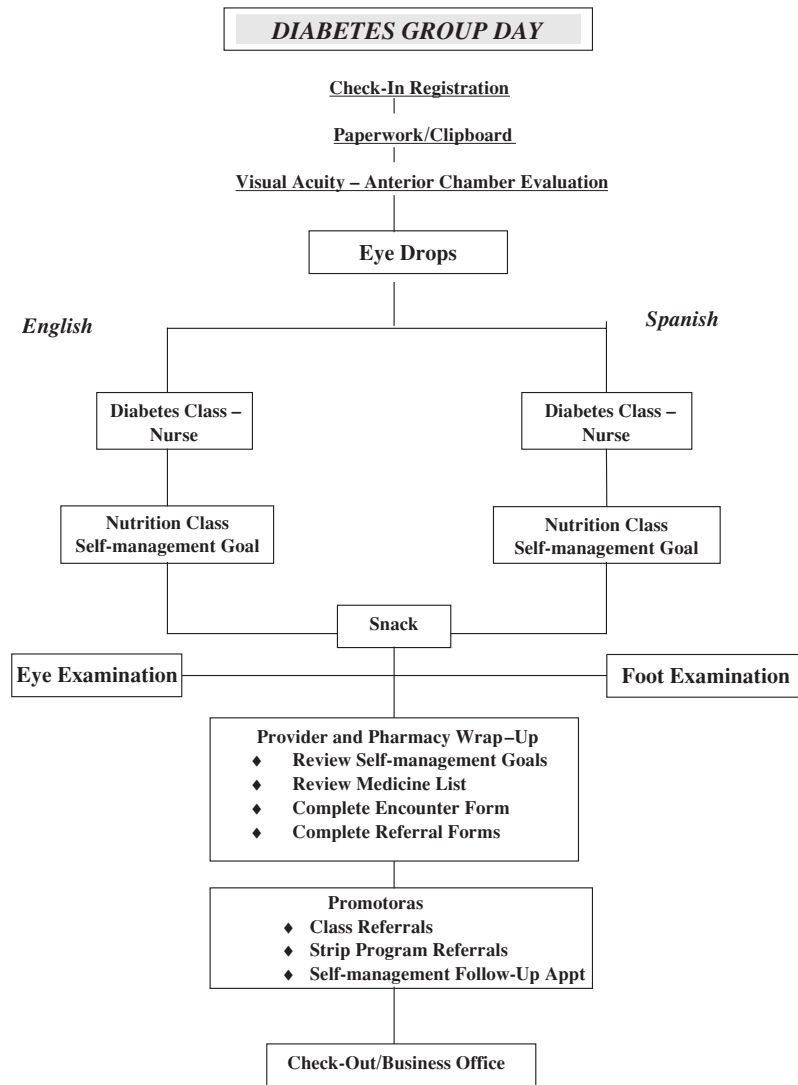 DIABETES GROUP DAY
Check-In Registration
Paperwork/Clipboard
Visual Acuity – Anterior Chamber Evaluation
Eye Drops
English
Spanish
Diabetes Class –
Nurse
Diabetes Class –
Nurse
Nutrition Class
Self-management Goal
Nutrition Class
Self-management Goal
Snack
Eye Examination
Foot Examination
Provider and Pharmacy Wrap–Up
♦ Review Self-management Goals
♦ Review Medicine List
♦ Complete Encounter Form
♦ Complete Referral Forms
Promotoras
♦ Class Referrals
♦ Strip Program Referrals
♦ Self-management Follow-Up Appt
Check-Out/Business Office